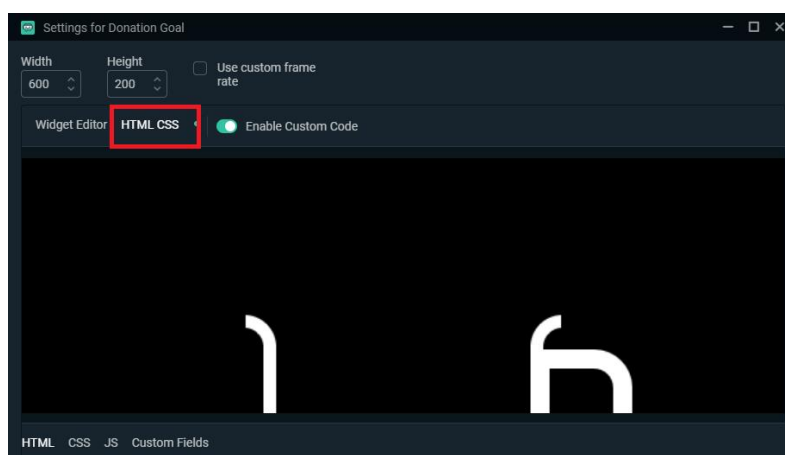 Settings for Donation Goal
Width Height
Use custom frame
rate
600 200
Widget Editor HTML CSS Enable Custom Code
HTML CSS JS Custom Fields